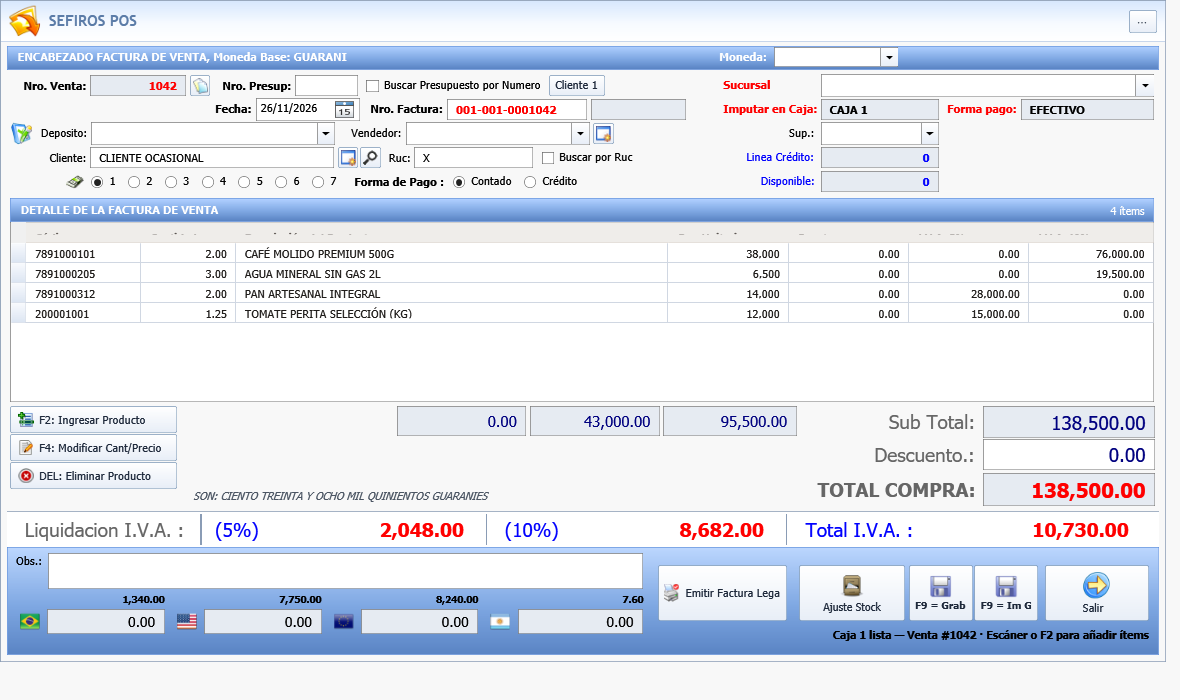 SEFIROS POS
...
ENCABEZADO FACTURA DE VENTA, Moneda Base: GUARANI Moneda:
Nro. Venta: 1042 Nro. Presup: Buscar Presupuesto por Numero Cliente 1 Sucursal
Fecha: 26/11/2026 15 Nro. Factura: 001-001-0001042 Imputar en Caja: CAJA 1 Forma pago: EFECTIVO
Deposito: Vendedor: Sup.:
Cliente: CLIENTE OCASIONAL Ruc: X Buscar por Ruc Linea Crédito: 0
1 2 3 4 5 6 7 Forma de Pago : Contado Crédito Disponible: 0
DETALLE DE LA FACTURA DE VENTA 4 ítems
7891000101 2.00 CAFÉ MOLIDO PREMIUM 500G 38,000 0.00 0.00 76,000.00
7891000205 3.00 AGUA MINERAL SIN GAS 2L 6,500 0.00 0.00 19,500.00
7891000312 2.00 PAN ARTESANAL INTEGRAL 14,000 0.00 28,000.00 0.00
200001001 1.25 TOMATE PERITA SELECCIÓN (KG) 12,000 0.00 15,000.00 0.00
F2: Ingresar Producto 0.00 43,000.00 95,500.00 Sub Total: 138,500.00
F4: Modificar Cant/Precio Descuento.: 0.00
DEL: Eliminar Producto
SON: CIENTO TREINTA Y OCHO MIL QUINIENTOS GUARANIES TOTAL COMPRA: 138,500.00
Liquidacion I.V.A. : (5%) 2,048.00 (10%) 8,682.00 Total I.V.A. : 10,730.00
Obs.:
1,340.00 7,750.00 8,240.00 7.60
0.00 0.00 0.00 0.00
Emitir Factura Lega Ajuste Stock F9 = Grab F9 = Im G Salir
Caja 1 lista — Venta #1042 · Escáner o F2 para añadir ítems